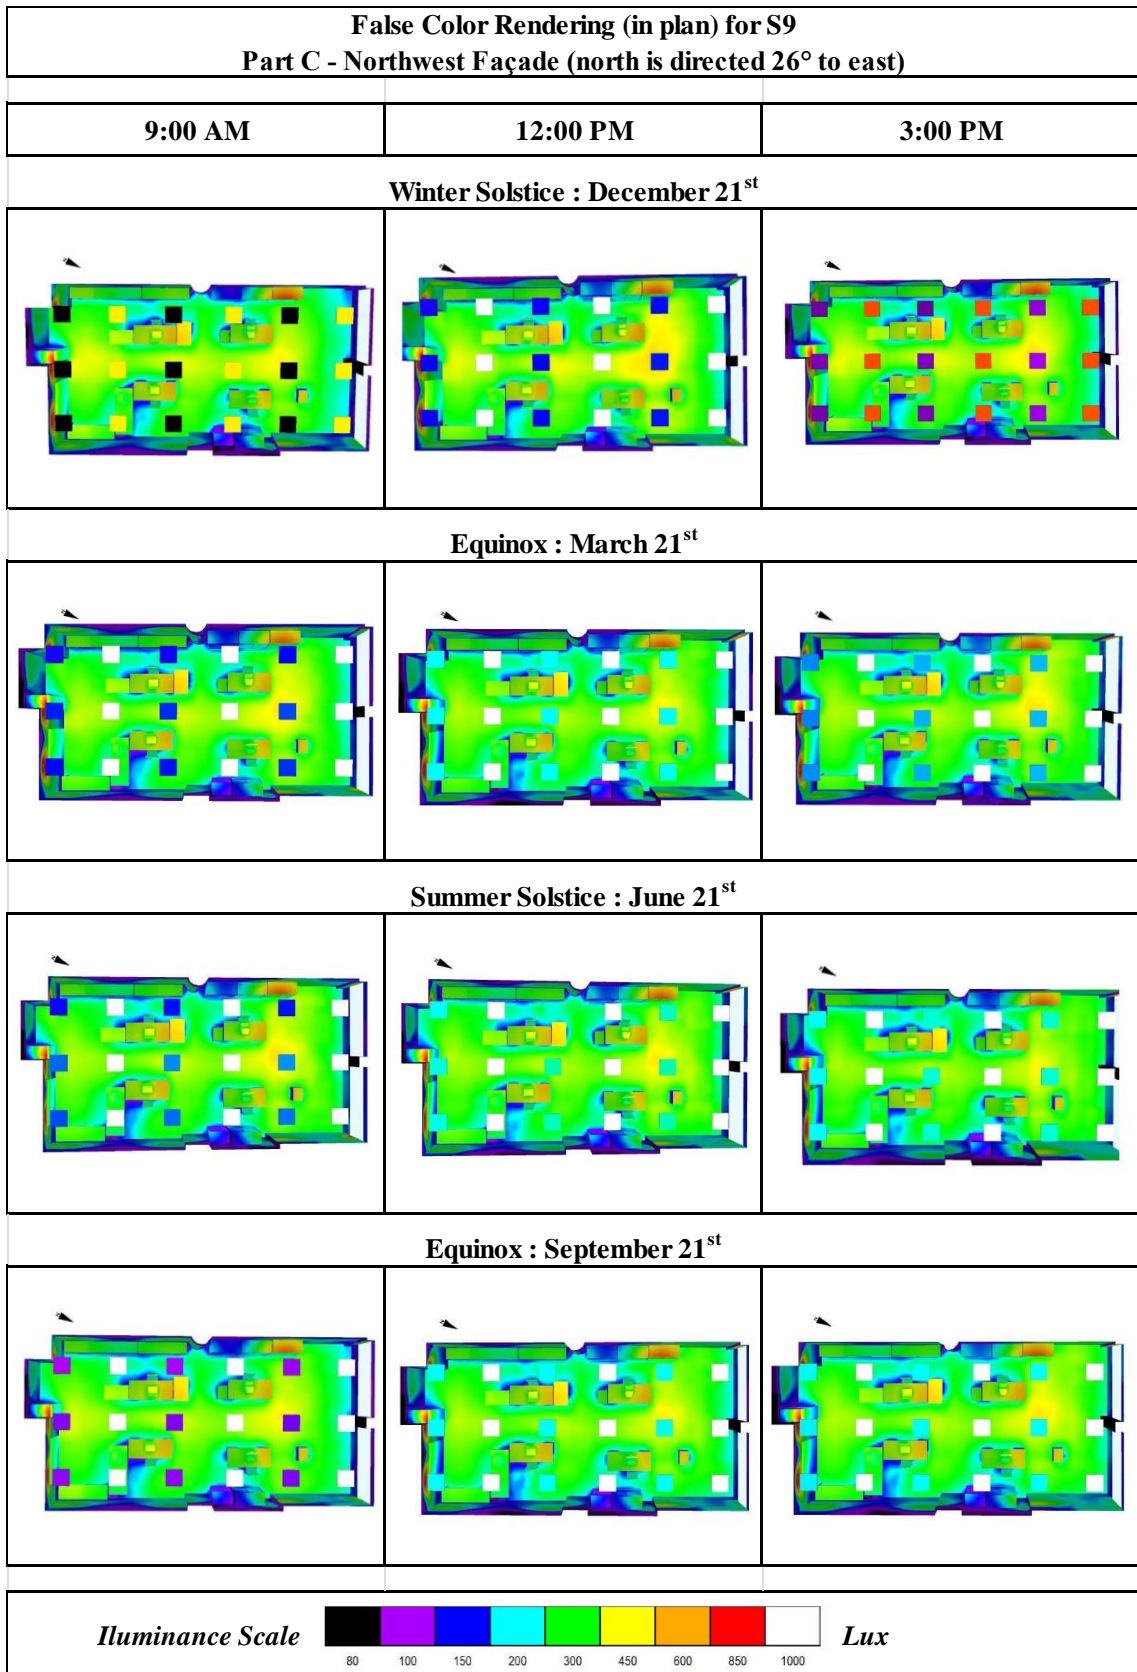 False Color Rendering (in plan) for S9
Part C - Northwest Façade (north is directed 26° to east)
9:00 AM 12:00 PM 3:00 PM
Winter Solstice : December 21st
Equinox : March 21st
Summer Solstice : June 21st
Equinox : September 21st
Iluminance Scale Lux
80 100 150 200 300 450 600 850 1000